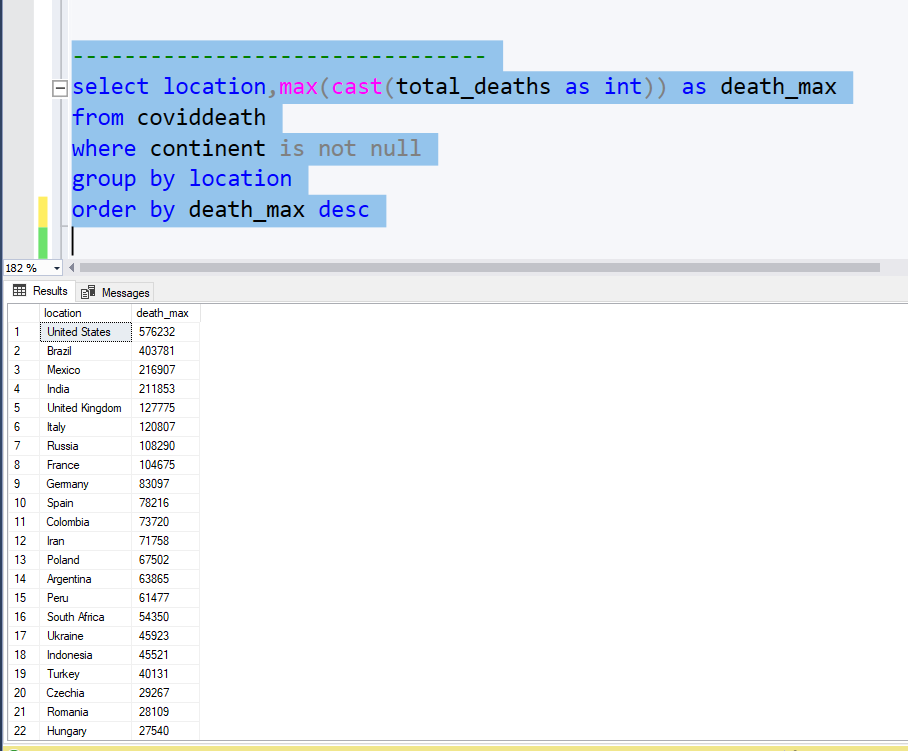 --------------------------------
select location,max(cast(total_deaths as int)) as death_max
from coviddeath
where continent is not null
group by location
order by death_max desc
182 %
Results Messages
location death_max
1 United States 576232
2 Brazil 403781
3 Mexico 216907
4 India 211853
5 United Kingdom 127775
6 Italy 120807
7 Russia 108290
8 France 104675
9 Germany 83097
10 Spain 78216
11 Colombia 73720
12 Iran 71758
13 Poland 67502
14 Argentina 63865
15 Peru 61477
16 South Africa 54350
17 Ukraine 45923
18 Indonesia 45521
19 Turkey 40131
20 Czechia 29267
21 Romania 28109
22 Hungary 27540